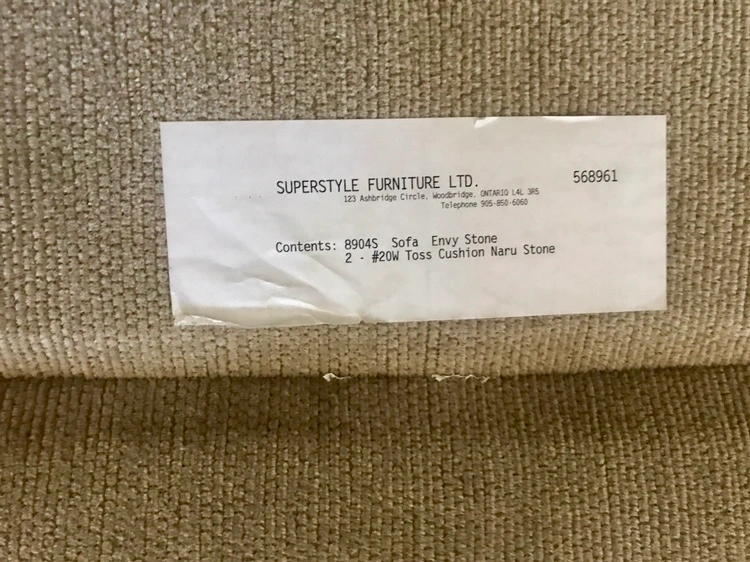 SUPERSTYLE FURNITURE LTD. 568961
123 Ashbridge Circle, Woodbridge, ONTARIO L4L 3R5
Telephone 905-850-6060
Contents: 8904S Sofa Envy Stone
2 - #20W Toss Cushion Naru Stone